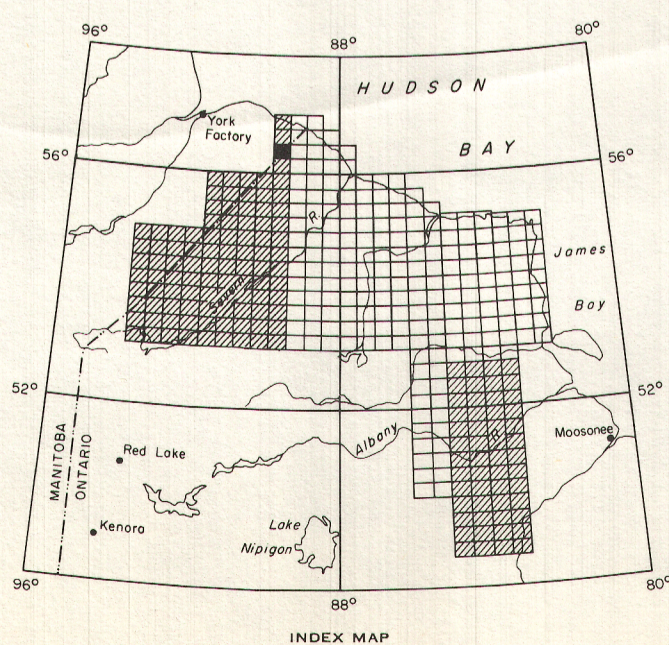 96°
88°
80°
HUDSON
BAY
York
Factory
56°
56°
R.
Severn
James
Bay
52°
52°
MANITOBA
ONTARIO
Red Lake
Albany
R.
Moosonee
Kenora
Lake
Nipigon
96°
88°
80°
INDEX MAP